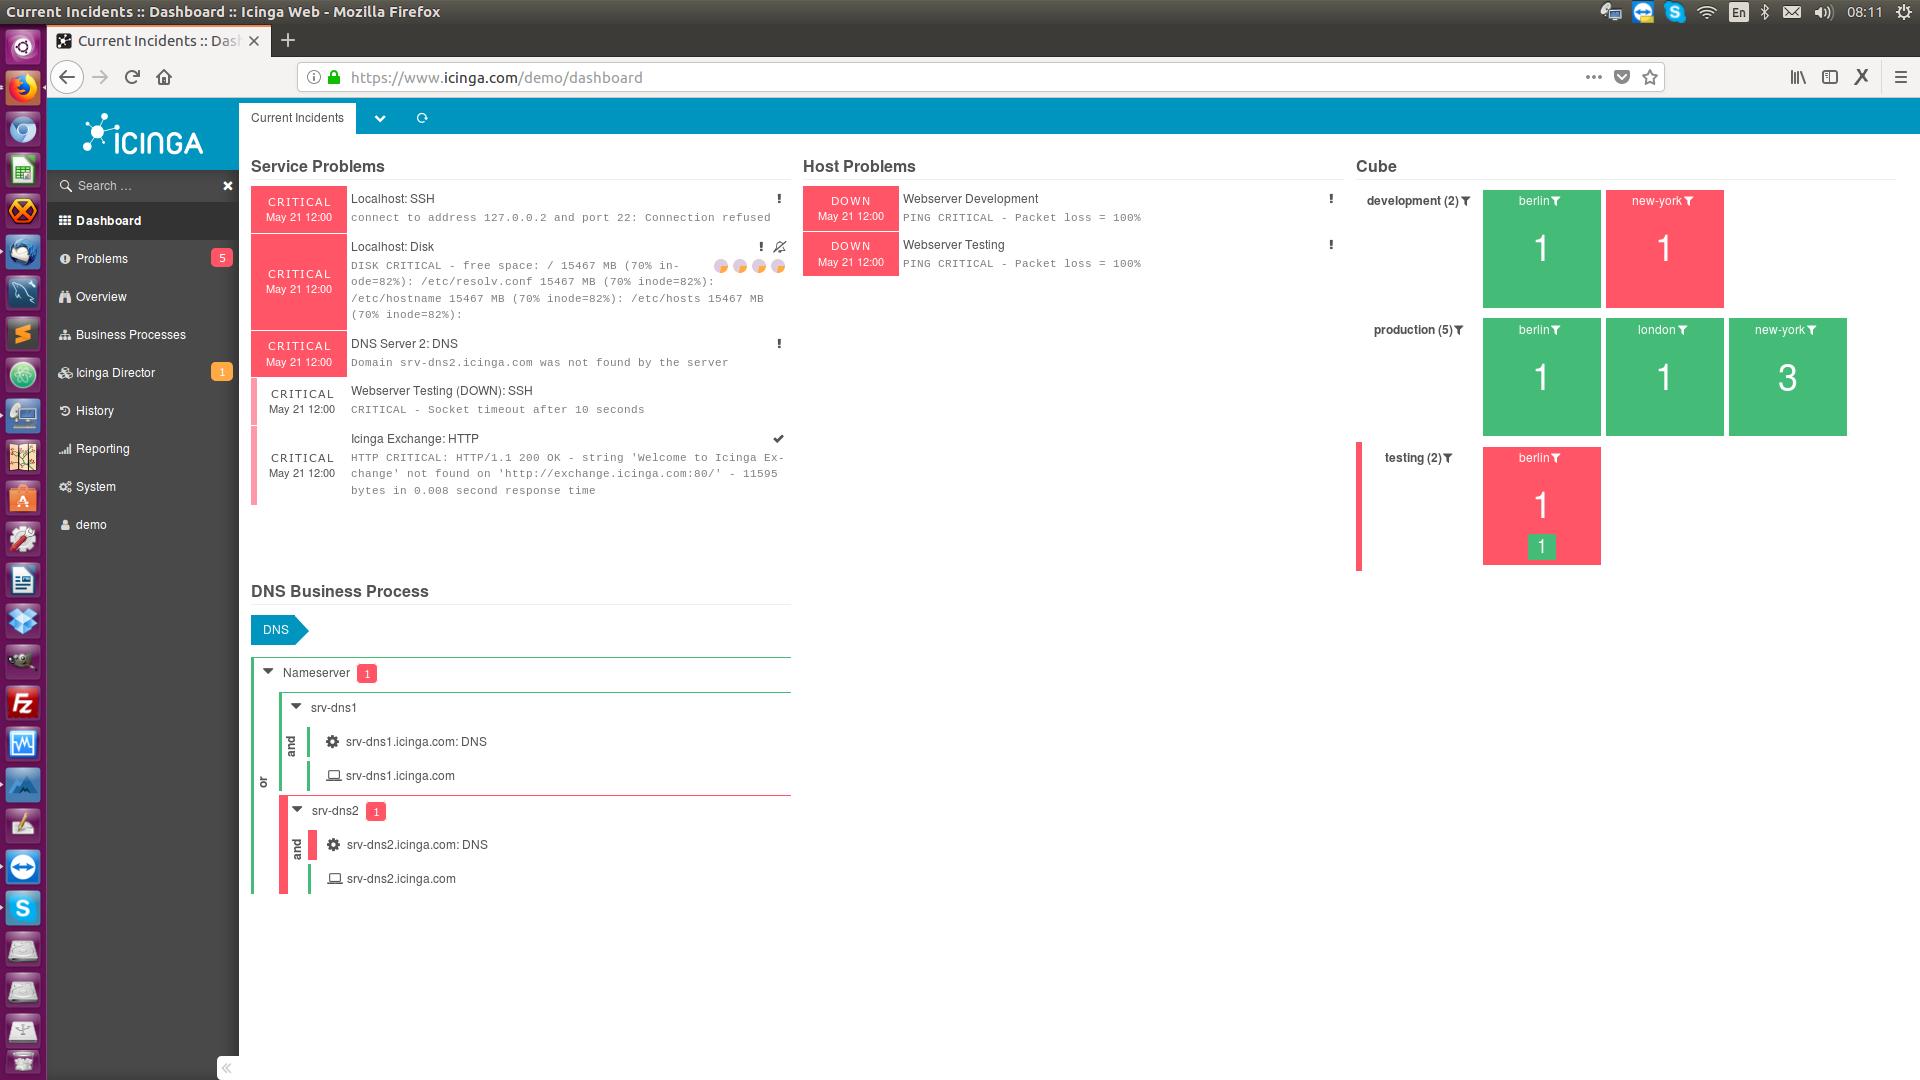 Current Incidents :: Dashboard :: Icinga Web - Mozilla Firefox
En
08:11
Current Incidents :: Das
https://www.icinga.com/demo/dashboard
ICINGA
Search ...
Dashboard
Problems 5
Overview
Business Processes
Icinga Director 1
History
Reporting
System
demo
Current Incidents
Service Problems
CRITICAL
May 21 12:00
Localhost: SSH
connect to address 127.0.0.2 and port 22: Connection refused
CRITICAL
May 21 12:00
Localhost: Disk
DISK CRITICAL - free space: / 15467 MB (70% in-
ode=82%): /etc/resolv.conf 15467 MB (70% inode=82%):
/etc/hostname 15467 MB (70% inode=82%): /etc/hosts 15467 MB
(70% inode=82%):
CRITICAL
May 21 12:00
DNS Server 2: DNS
Domain srv-dns2.icinga.com was not found by the server
CRITICAL
May 21 12:00
Webserver Testing (DOWN): SSH
CRITICAL - Socket timeout after 10 seconds
CRITICAL
May 21 12:00
Icinga Exchange: HTTP
HTTP CRITICAL: HTTP/1.1 200 OK - string 'Welcome to Icinga Ex-
change' not found on 'http://exchange.icinga.com:80/' - 11595
bytes in 0.008 second response time
Host Problems
DOWN
May 21 12:00
Webserver Development
PING CRITICAL - Packet loss = 100%
DOWN
May 21 12:00
Webserver Testing
PING CRITICAL - Packet loss = 100%
Cube
development (2)
berlin
1
new-york
1
production (5)
berlin
1
london
1
new-york
3
testing (2)
berlin
1
1
DNS Business Process
DNS
or
Nameserver 1
srv-dns1
and
srv-dns1.icinga.com: DNS
srv-dns1.icinga.com
srv-dns2 1
and
srv-dns2.icinga.com: DNS
srv-dns2.icinga.com